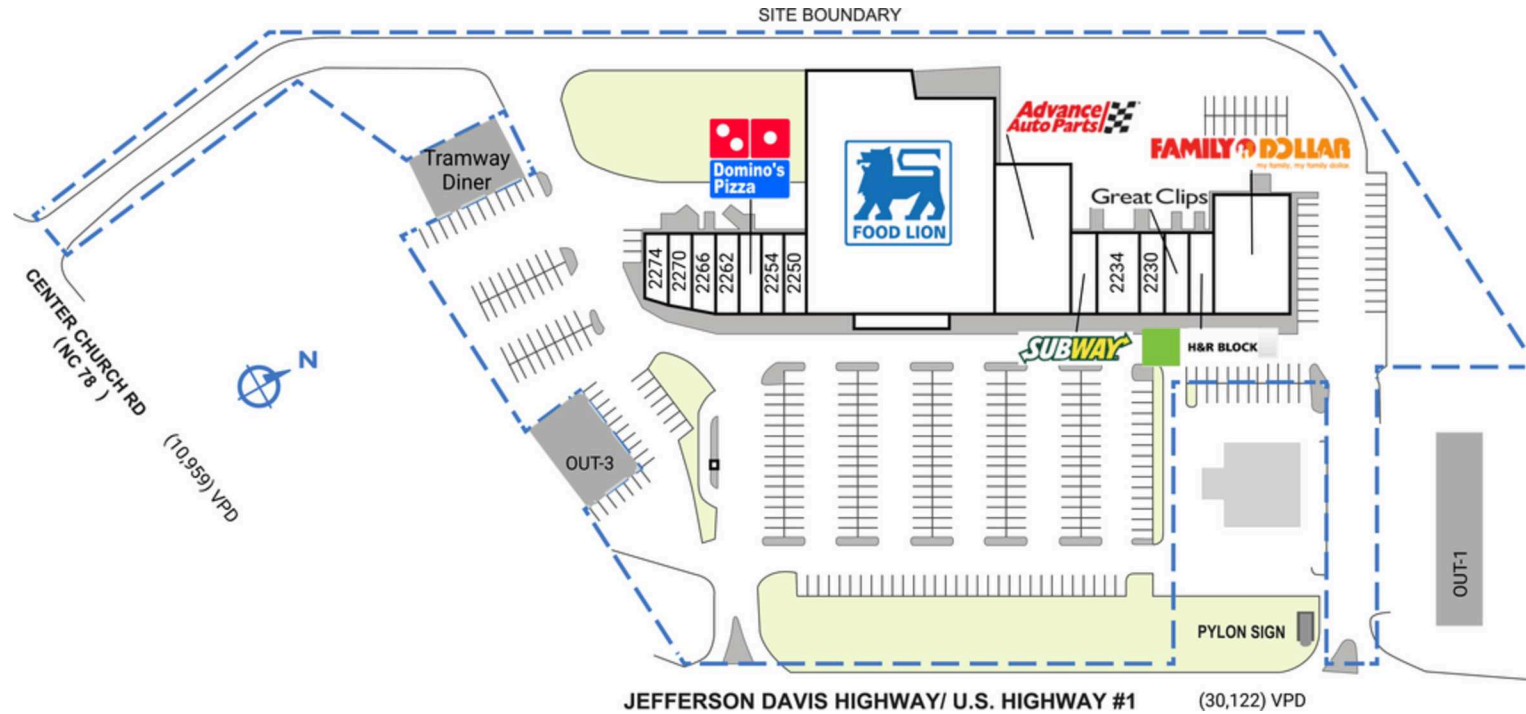 SITE BOUNDARY
Advance
Auto Parts
FAMILY DOLLAR
my family, my family dollar.
Tramway
Diner
Domino's
Pizza
Great Clips
FOOD LION
2274
2270
2266
2262
2254
2250
2234
2230
SUBWAY
H&R BLOCK
N
CENTER CHURCH RD
( NC 78 )
(10,959) VPD
OUT-3
OUT-1
PYLON SIGN
JEFFERSON DAVIS HIGHWAY/ U.S. HIGHWAY #1
(30,122) VPD